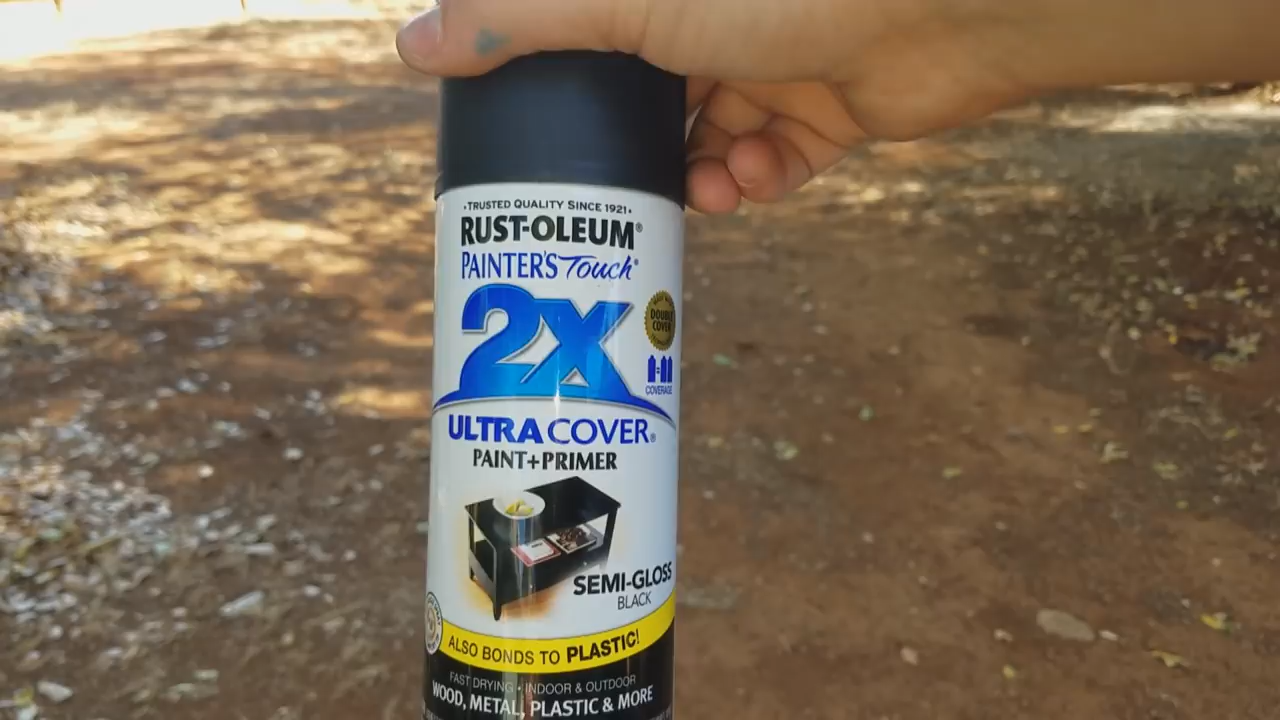 •TRUSTED QUALITY SINCE 1921•
RUST-OLEUM®
PAINTER'S Touch®
2X
DOUBLE
COVER
COVERAGE
ULTRA COVER®
PAINT+PRIMER
SEMI-GLOSS
BLACK
ALSO BONDS TO PLASTIC!
FAST DRYING • INDOOR & OUTDOOR
WOOD, METAL, PLASTIC & MORE